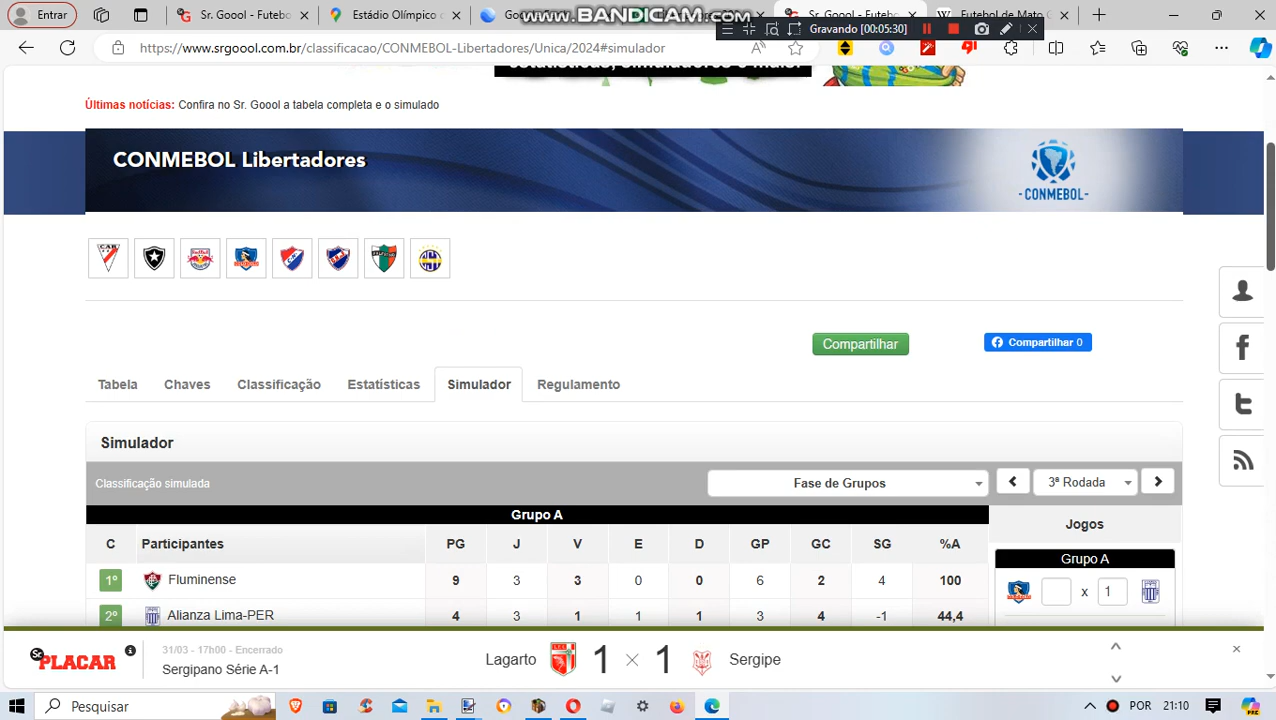 Entrar
G Futebo
Estádio Olímpico
Goo
www.BANDICAM.com
Futebo
Futebol de Mato
Gravando [00:05:30]
https://www.srgoool.com.br/classificacao/CONMEBOL-Libertadores/Unica/2024#simulador
estatísticas, simuladores e mais!
Últimas notícias: Confira no Sr. Goool a tabela completa e o simulado
CONMEBOL Libertadores
-CONMEBOL-
Compartilhar
Compartilhar 0
Tabela Chaves Classificação Estatísticas Simulador Regulamento
Simulador
Classificação simulada
Fase de Grupos
3ª Rodada
Grupo A
Jogos
C Participantes PG J V E D GP GC SG %A
Grupo A
1º Fluminense 9 3 3 0 0 6 2 4 100
x 1
2º Alianza Lima-PER 4 3 1 1 1 3 4 -1 44,4
PLACAR
31/03 - 17h00 - Encerrado
Sergipano Série A-1
Lagarto 1 × 1 Sergipe
Pesquisar
POR
21:10